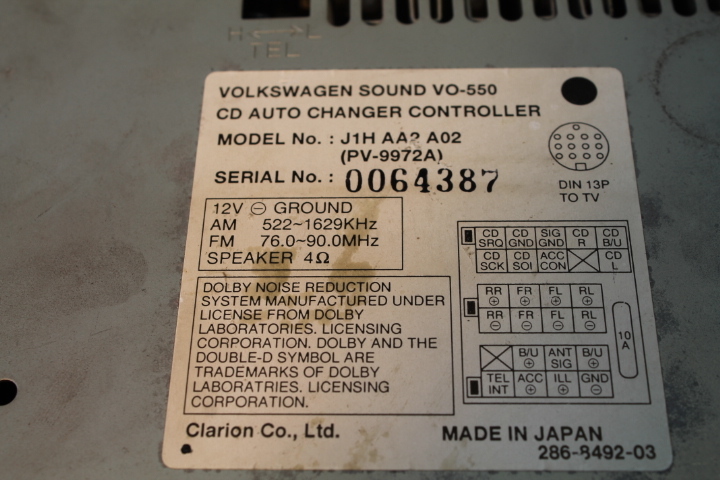 H ←→ L
TEL
VOLKSWAGEN SOUND VO-550
CD AUTO CHANGER CONTROLLER
MODEL No. : J1H AA2 A02
(PV-9972A)
SERIAL No. : 0064387
DIN 13P
TO TV
12V ⊖ GROUND
AM 522~1629KHz
FM 76.0~90.0MHz
SPEAKER 4Ω
CD SRQ CD GND SIG GND CD R CD B/U
CD SCK CD SOI ACC CON CD L
RR ⊕ FR ⊕ FL ⊕ RL ⊕
RR ⊖ FR ⊖ FL ⊖ RL ⊖
10A
B/U ⊕ ANT SIG B/U ⊕
TEL INT ACC ⊕ ILL ⊕ GND ⊖
DOLBY NOISE REDUCTION
SYSTEM MANUFACTURED UNDER
LICENSE FROM DOLBY
LABORATORIES. LICENSING
CORPORATION. DOLBY AND THE
DOUBLE-D SYMBOL ARE
TRADEMARKS OF DOLBY
LABORATRIES. LICENSING
CORPORATION.
Clarion Co., Ltd.
MADE IN JAPAN
286-8492-03